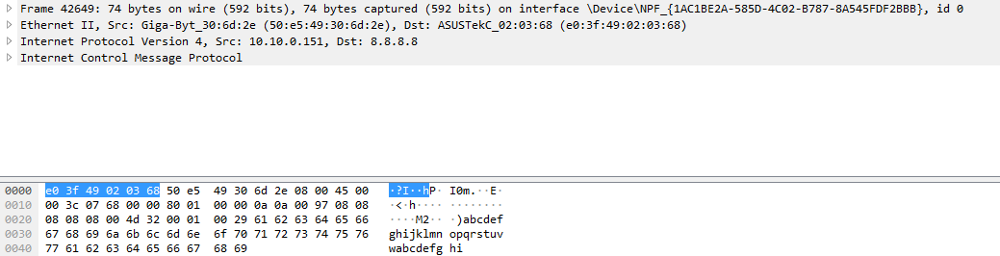 Frame 42649: 74 bytes on wire (592 bits), 74 bytes captured (592 bits) on interface \Device\NPF_{1AC1BE2A-585D-4C02-B787-8A545FDF2BBB}, id 0
Ethernet II, Src: Giga-Byt_30:6d:2e (50:e5:49:30:6d:2e), Dst: ASUSTekC_02:03:68 (e0:3f:49:02:03:68)
Internet Protocol Version 4, Src: 10.10.0.151, Dst: 8.8.8.8
Internet Control Message Protocol
0000 e0 3f 49 02 03 68 50 e5 49 30 6d 2e 08 00 45 00 ·?I··hP· I0m.··E·
0010 00 3c 07 68 00 00 80 01 00 00 0a 0a 00 97 08 08 ·<·h···· ········
0020 08 08 08 00 4d 32 00 01 00 29 61 62 63 64 65 66 ····M2·· ·)abcdef
0030 67 68 69 6a 6b 6c 6d 6e 6f 70 71 72 73 74 75 76 ghijklmn opqrstuv
0040 77 61 62 63 64 65 66 67 68 69 wabcdefg hi